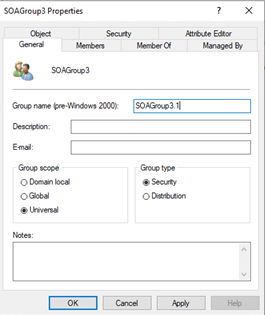 SOAGroup3 Properties
Object Security Attribute Editor
General Members Member Of Managed By
SOAGroup3
Group name (pre-Windows 2000): SOAGroup3.1
Description:
E-mail:
Group scope Group type
Domain local Security
Global Distribution
Universal
Notes:
OK Cancel Apply Help